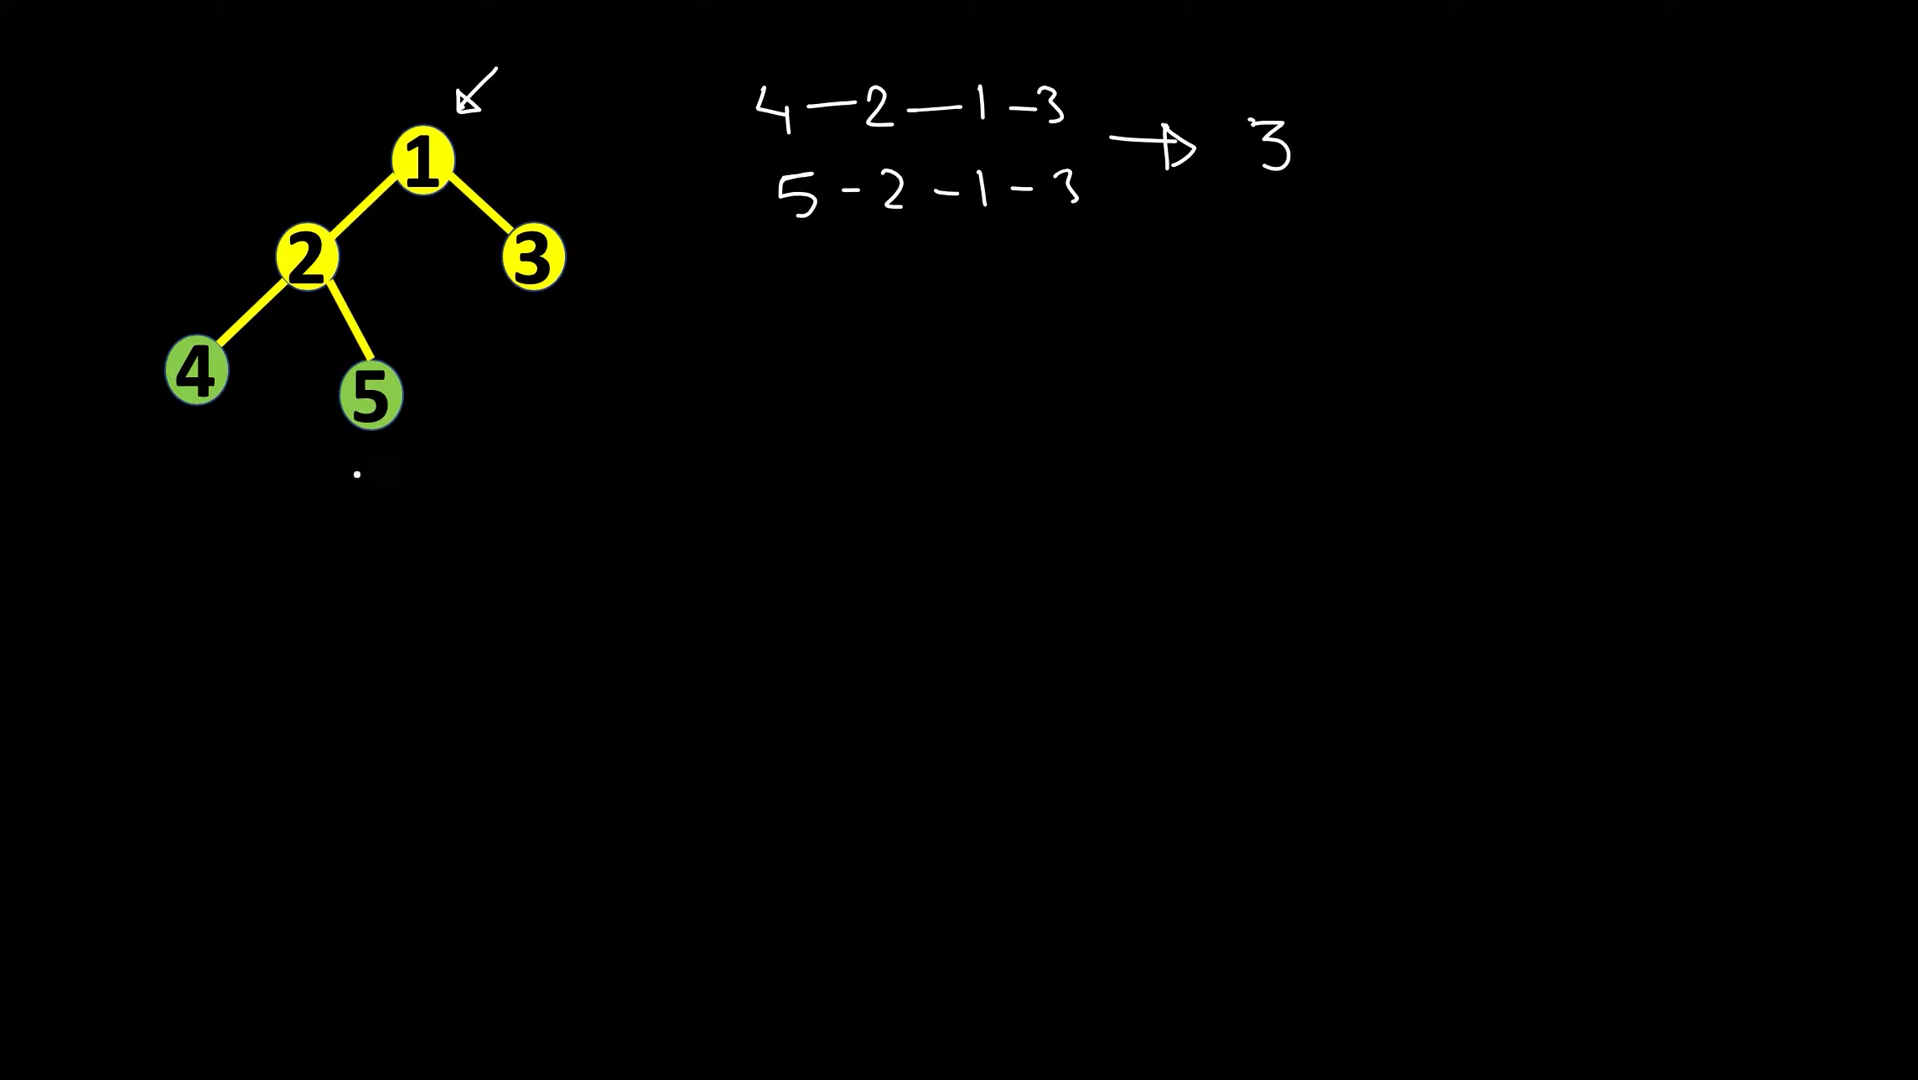 1
2 3
4 5
4 — 2 — 1 - 3
5 - 2 - 1 - 3
→ 3